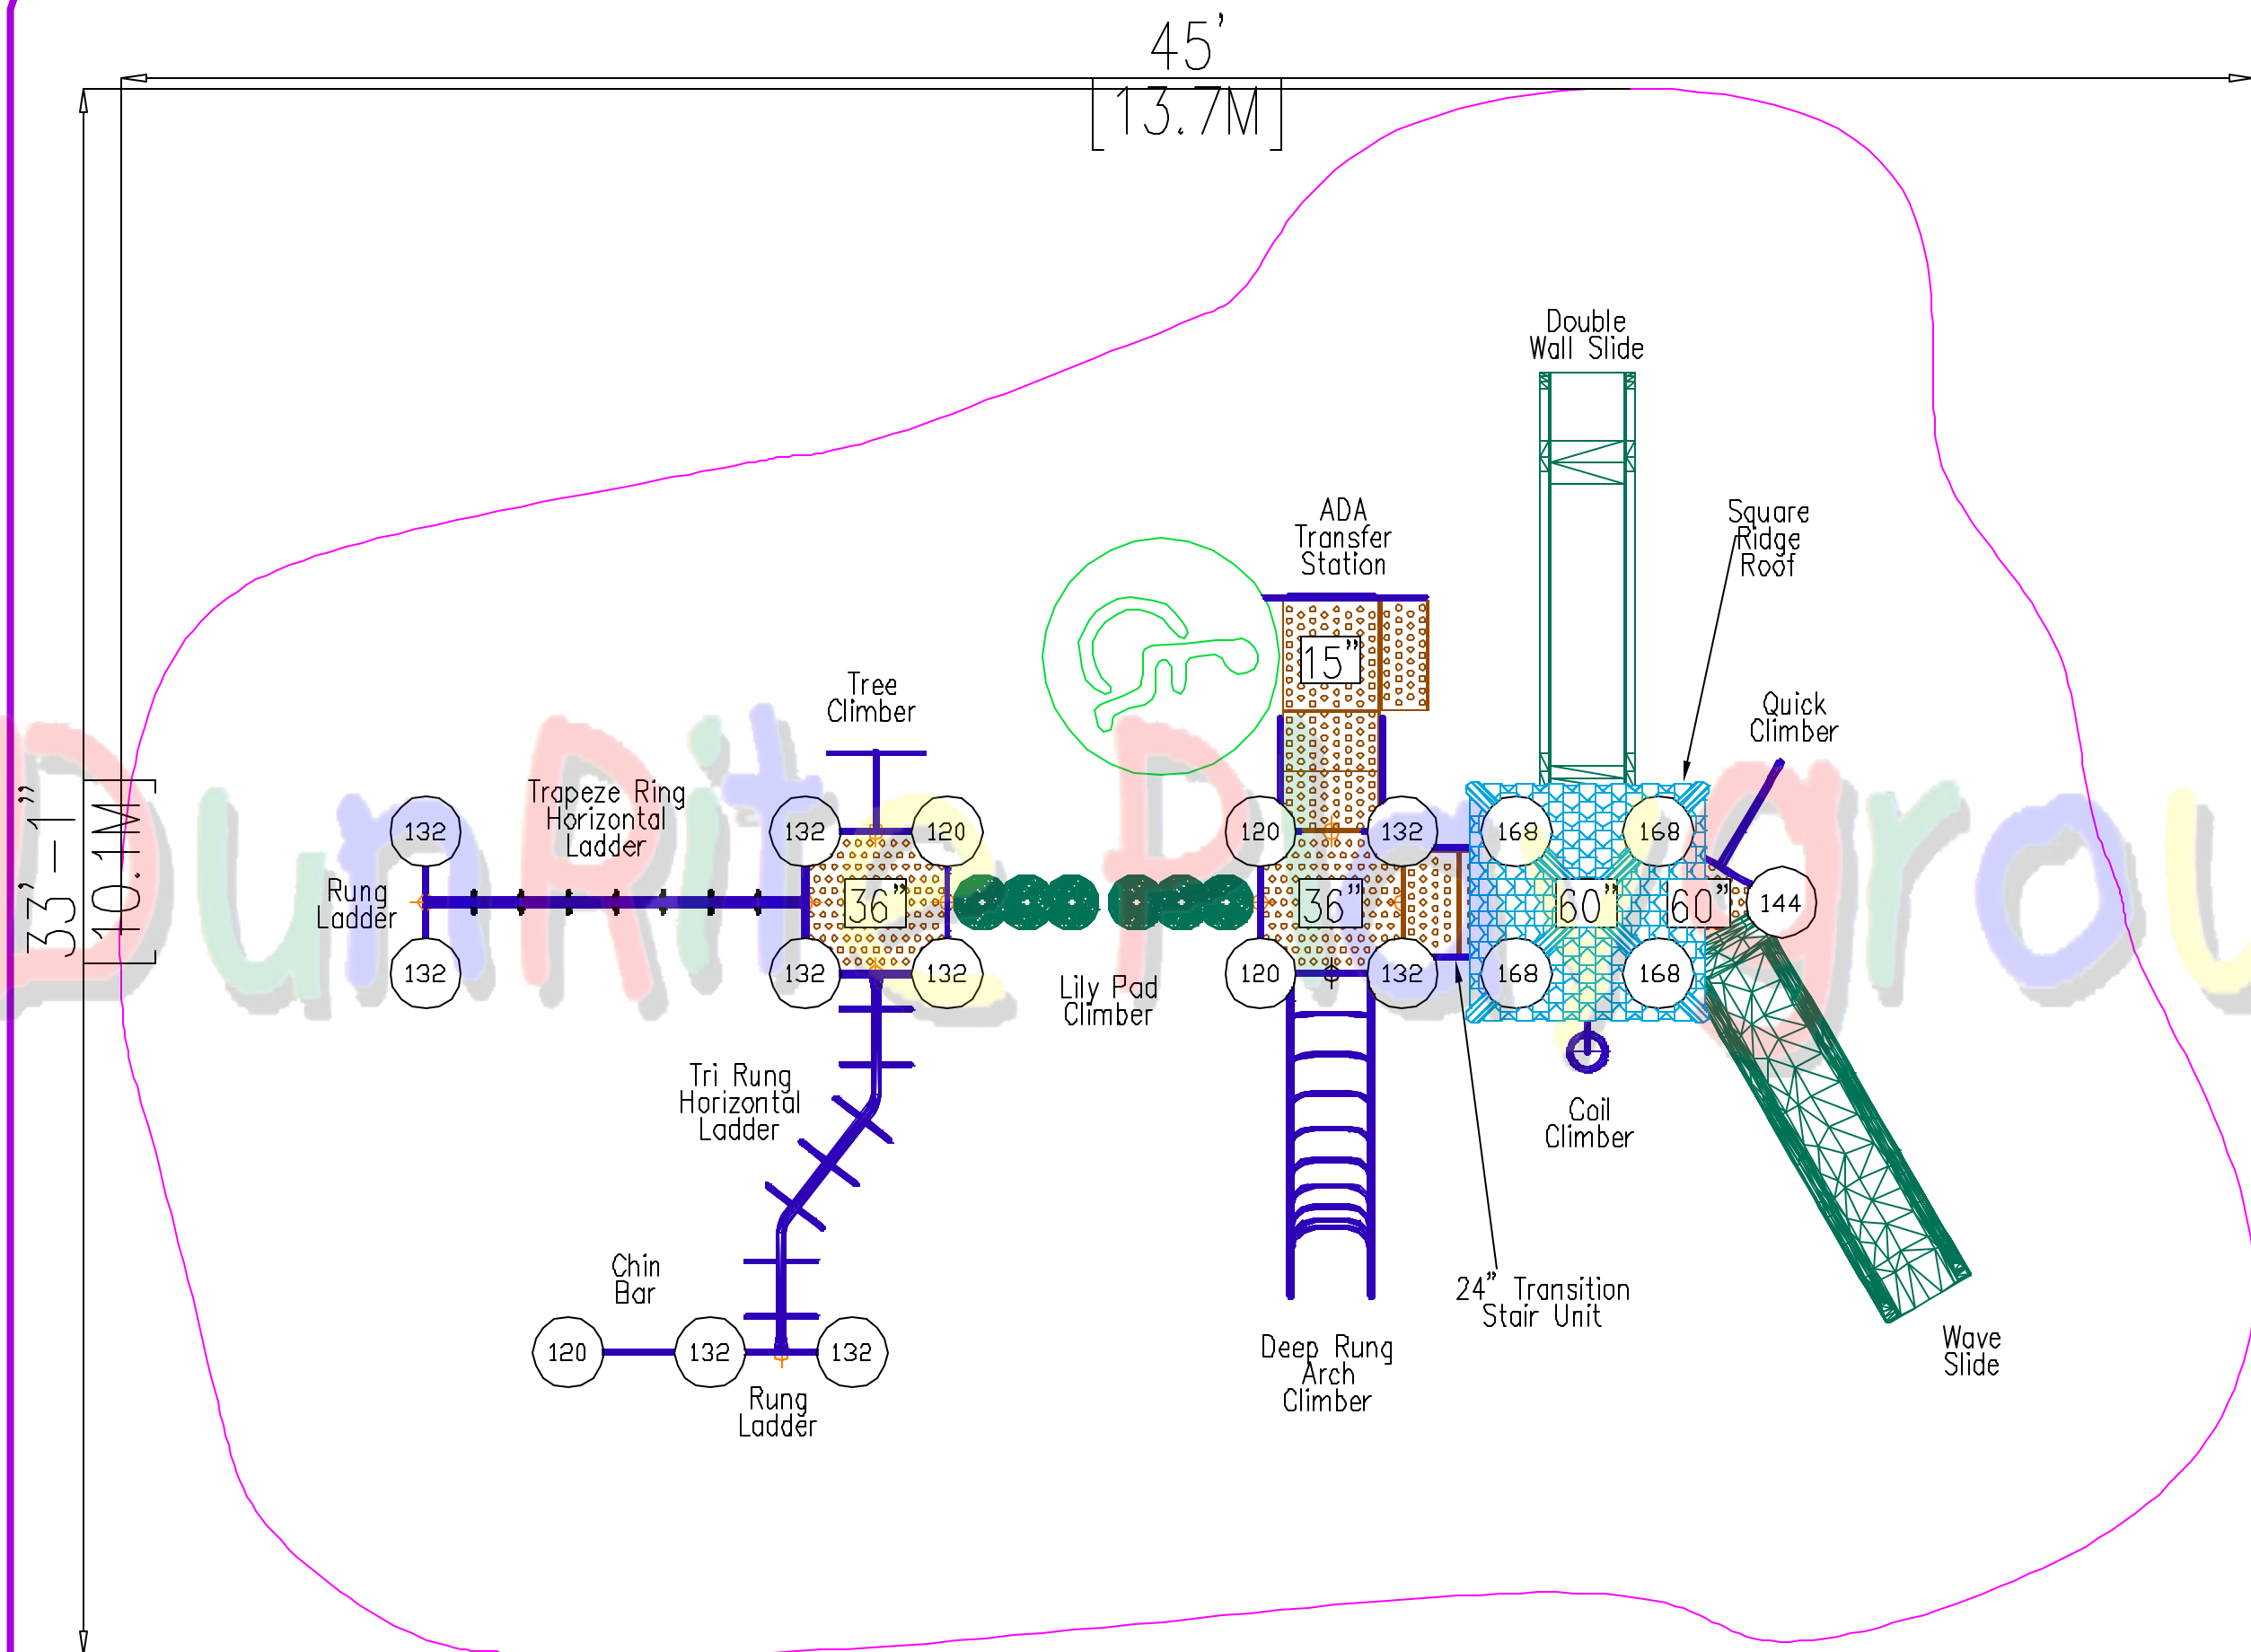 45'
[13.7M]
33'-1"
10.1M
Double
Wall Slide
ADA
Transfer
Station
Square
Ridge
Roof
15"
Tree
Climber
Quick
Climber
Trapeze Ring
Horizontal
Ladder
132
132
120
120
132
168
168
Rung
Ladder
36"
36"
60"
60"
144
DunRite Playgrou
132
132
132
120
132
168
168
Lily Pad
Climber
Tri Rung
Horizontal
Ladder
Coil
Climber
Chin
Bar
24" Transition
Stair Unit
120
132
132
Deep Rung
Arch
Climber
Wave
Slide
Rung
Ladder